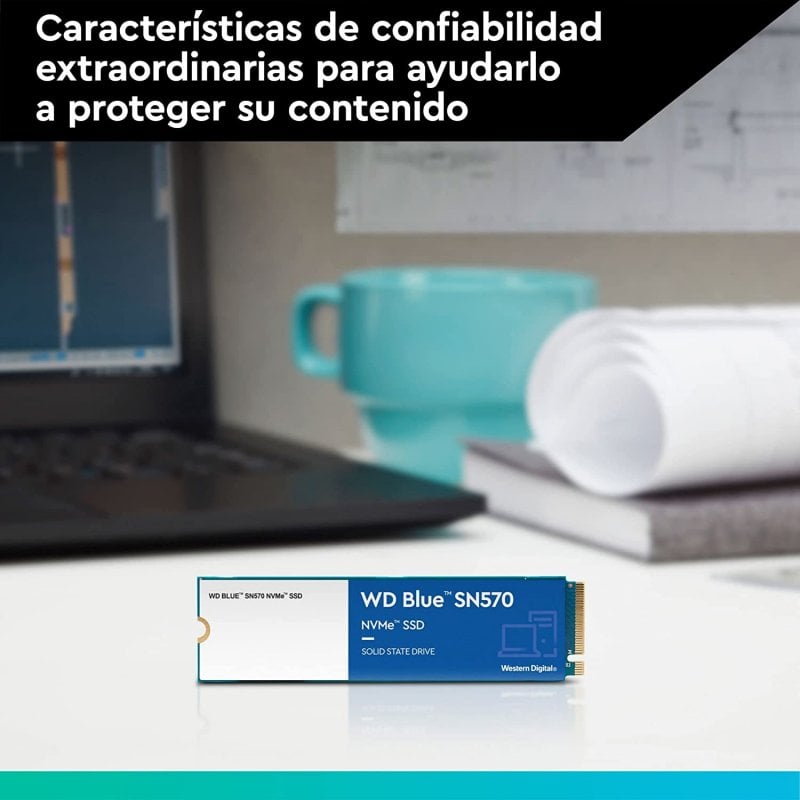 Características de confiabilidad
extraordinarias para ayudarlo
a proteger su contenido
WD BLUE™ SN570 NVMe™ SSD
WD Blue™ SN570
NVMe™ SSD
SOLID STATE DRIVE
Western Digital®